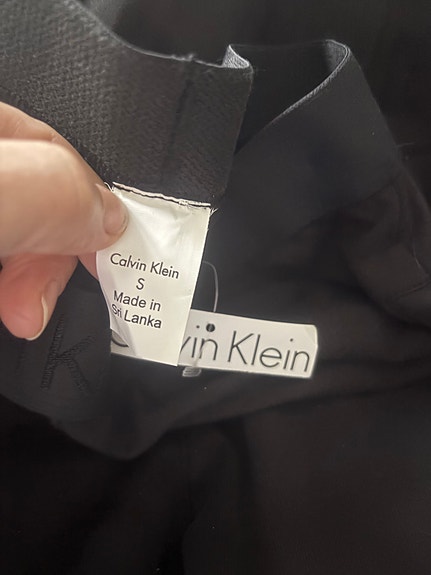 Calvin Klein
S
Made in
Sri Lanka
vin Klein
K